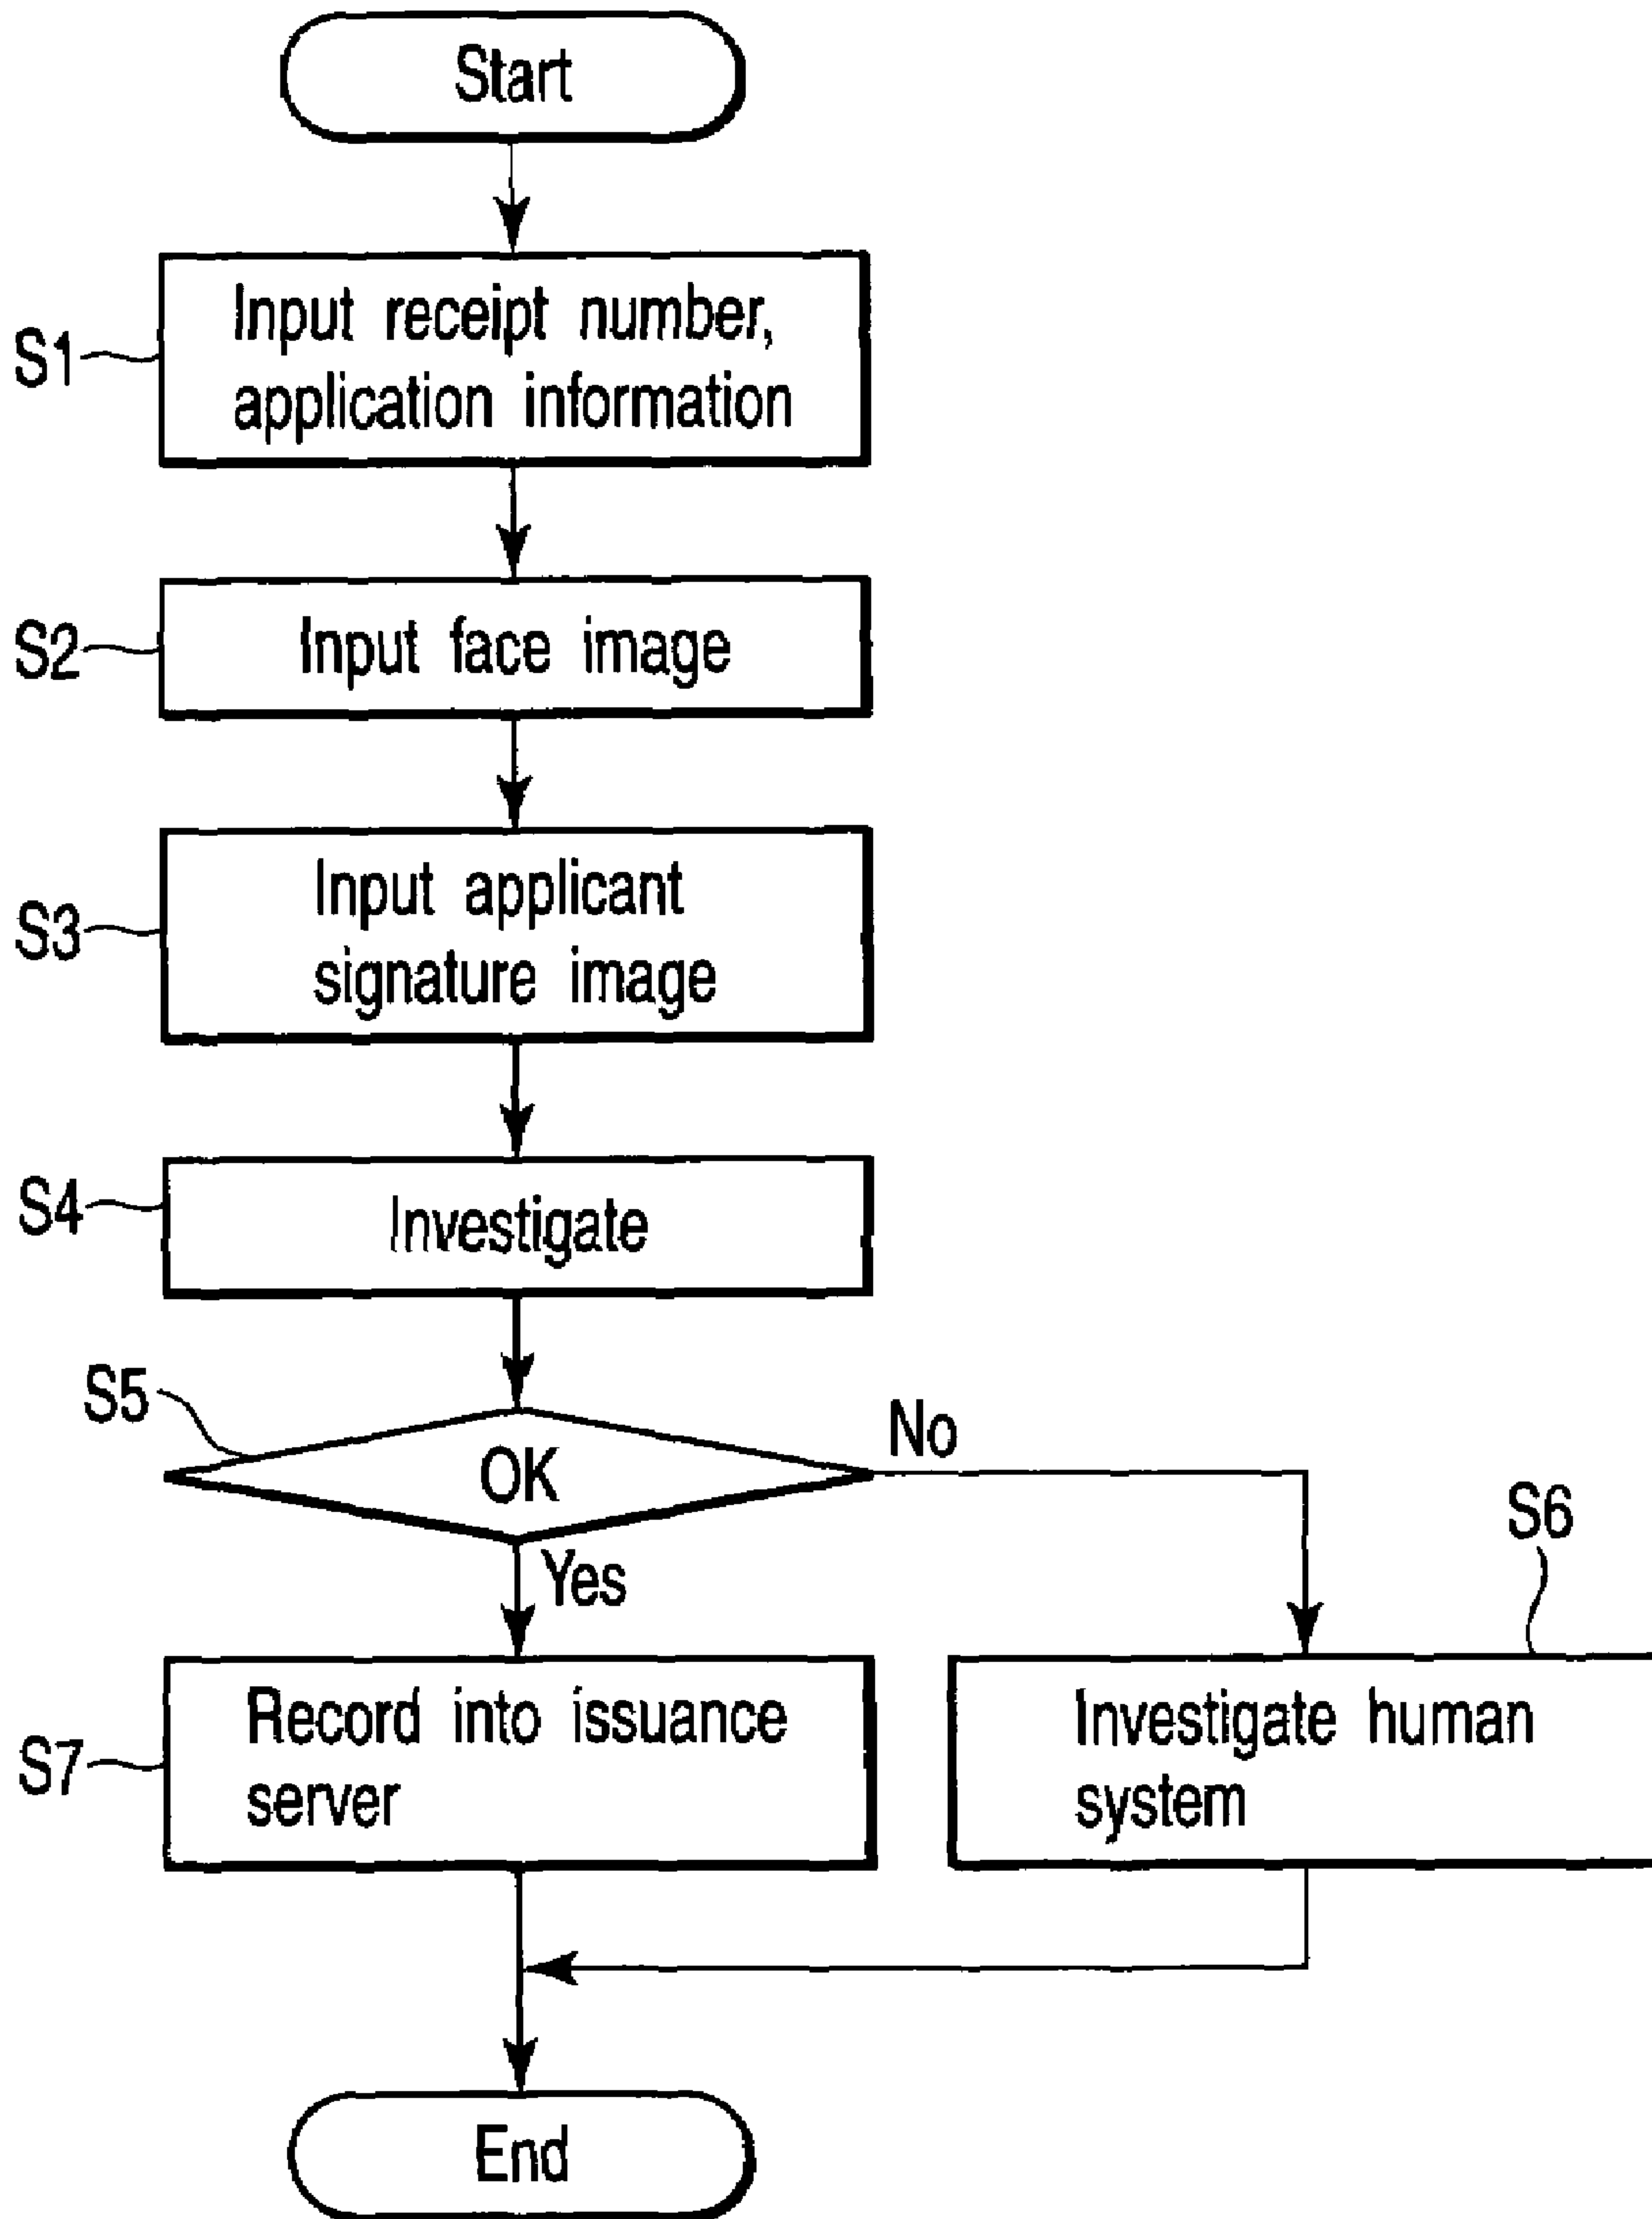 Start
S1
Input receipt number,
application information
S2
Input face image
S3
Input applicant
signature image
S4
Investigate
S5
OK
No
Yes
S6
S7
Record into issuance
server
Investigate human
system
End